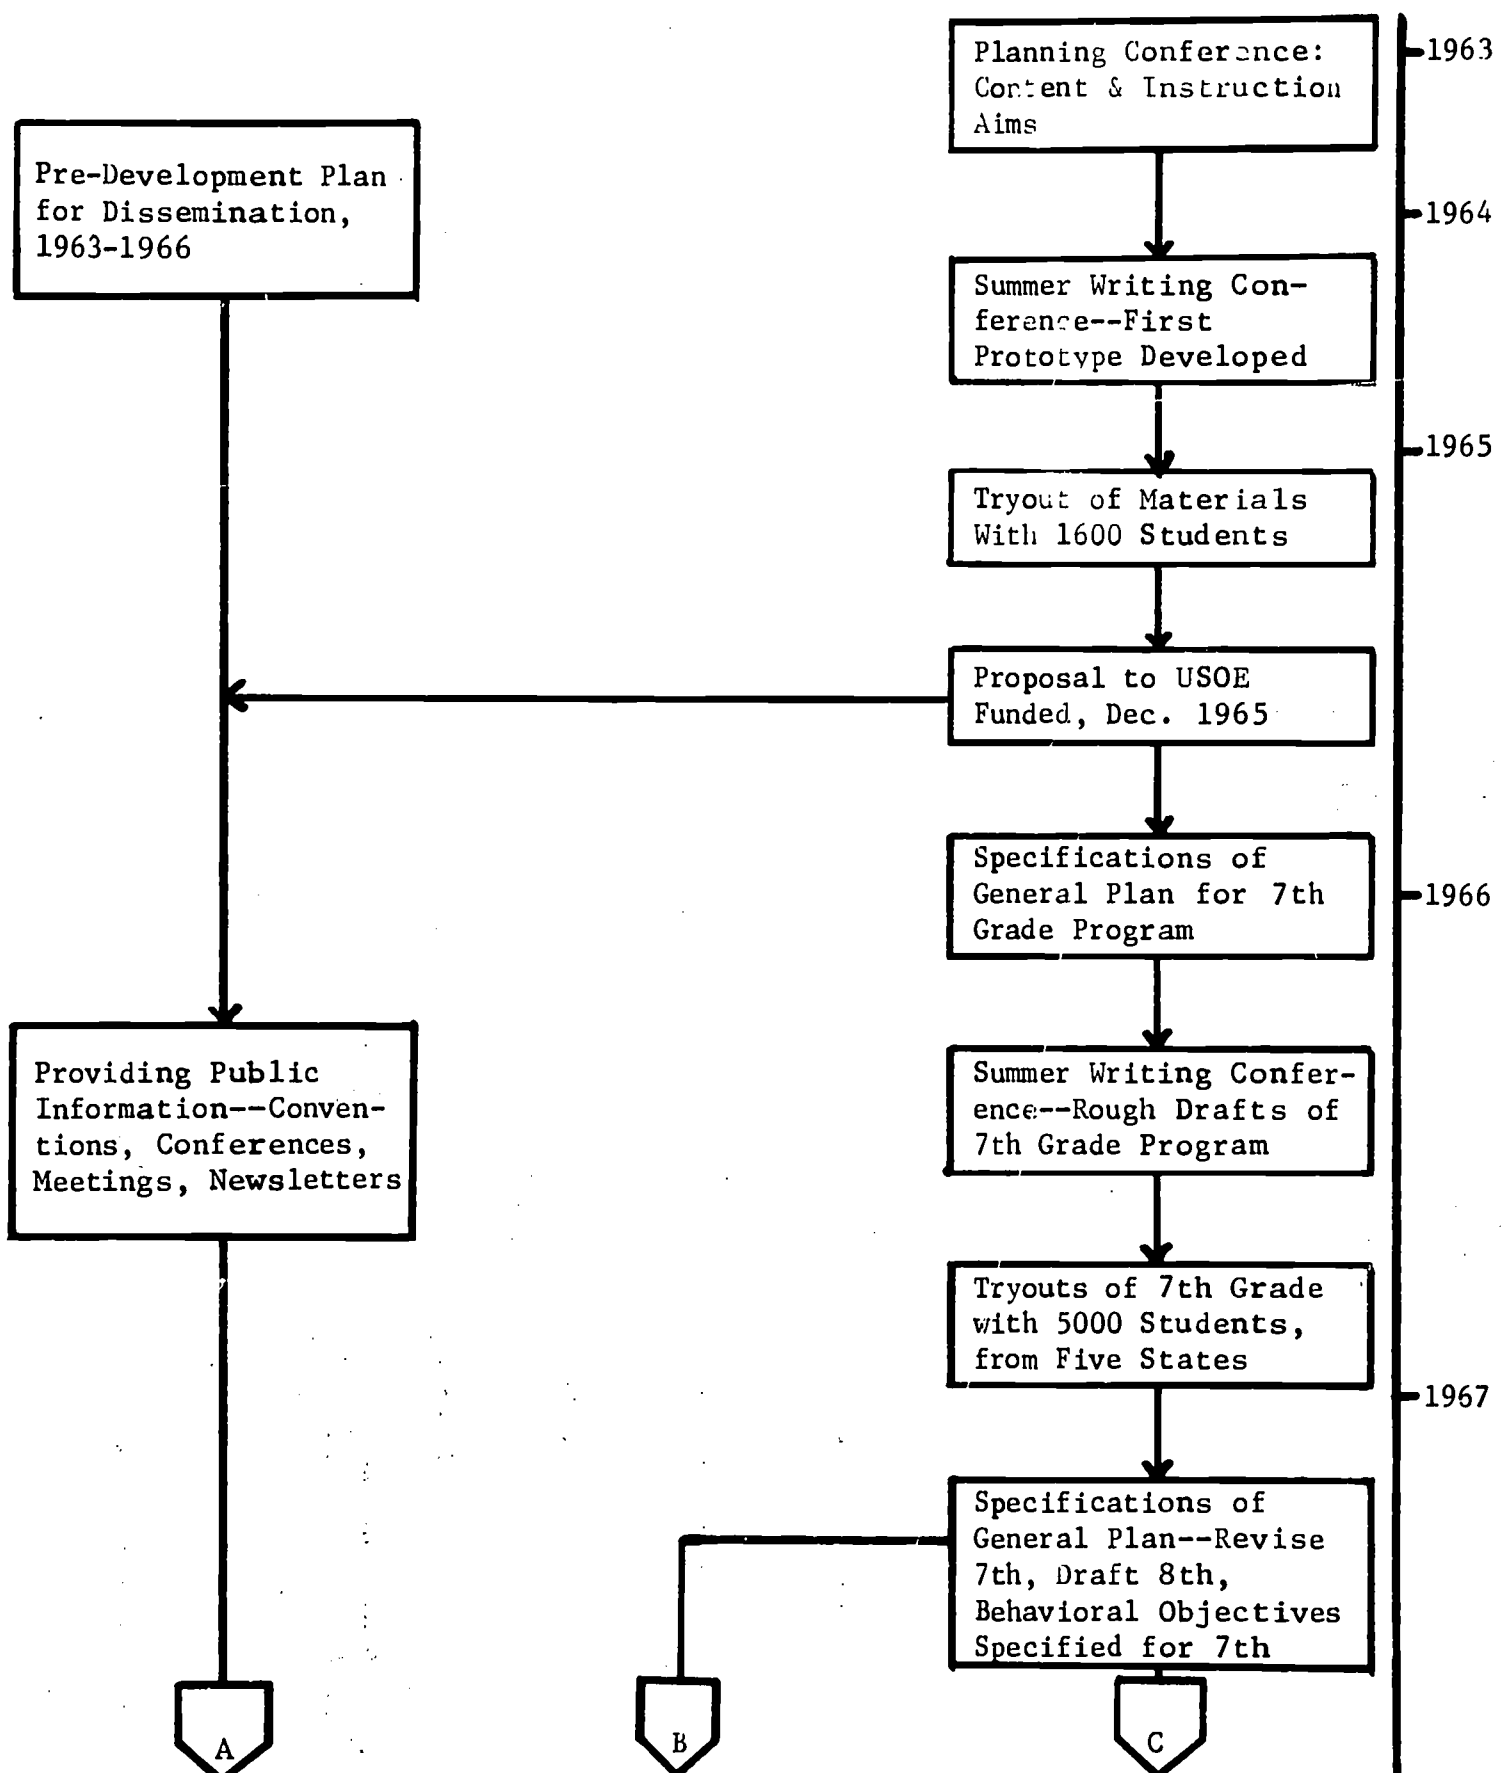 Planning Conference:
Content & Instruction
Aims
1963
Pre-Development Plan
for Dissemination,
1963-1966
1964
Summer Writing Con-
ference--First
Prototype Developed
1965
Tryout of Materials
With 1600 Students
Proposal to USOE
Funded, Dec. 1965
Specifications of
General Plan for 7th
Grade Program
1966
Providing Public
Information--Conven-
tions, Conferences,
Meetings, Newsletters
Summer Writing Confer-
ence--Rough Drafts of
7th Grade Program
Tryouts of 7th Grade
with 5000 Students,
from Five States
1967
Specifications of
General Plan--Revise
7th, Draft 8th,
Behavioral Objectives
Specified for 7th
A
B
C